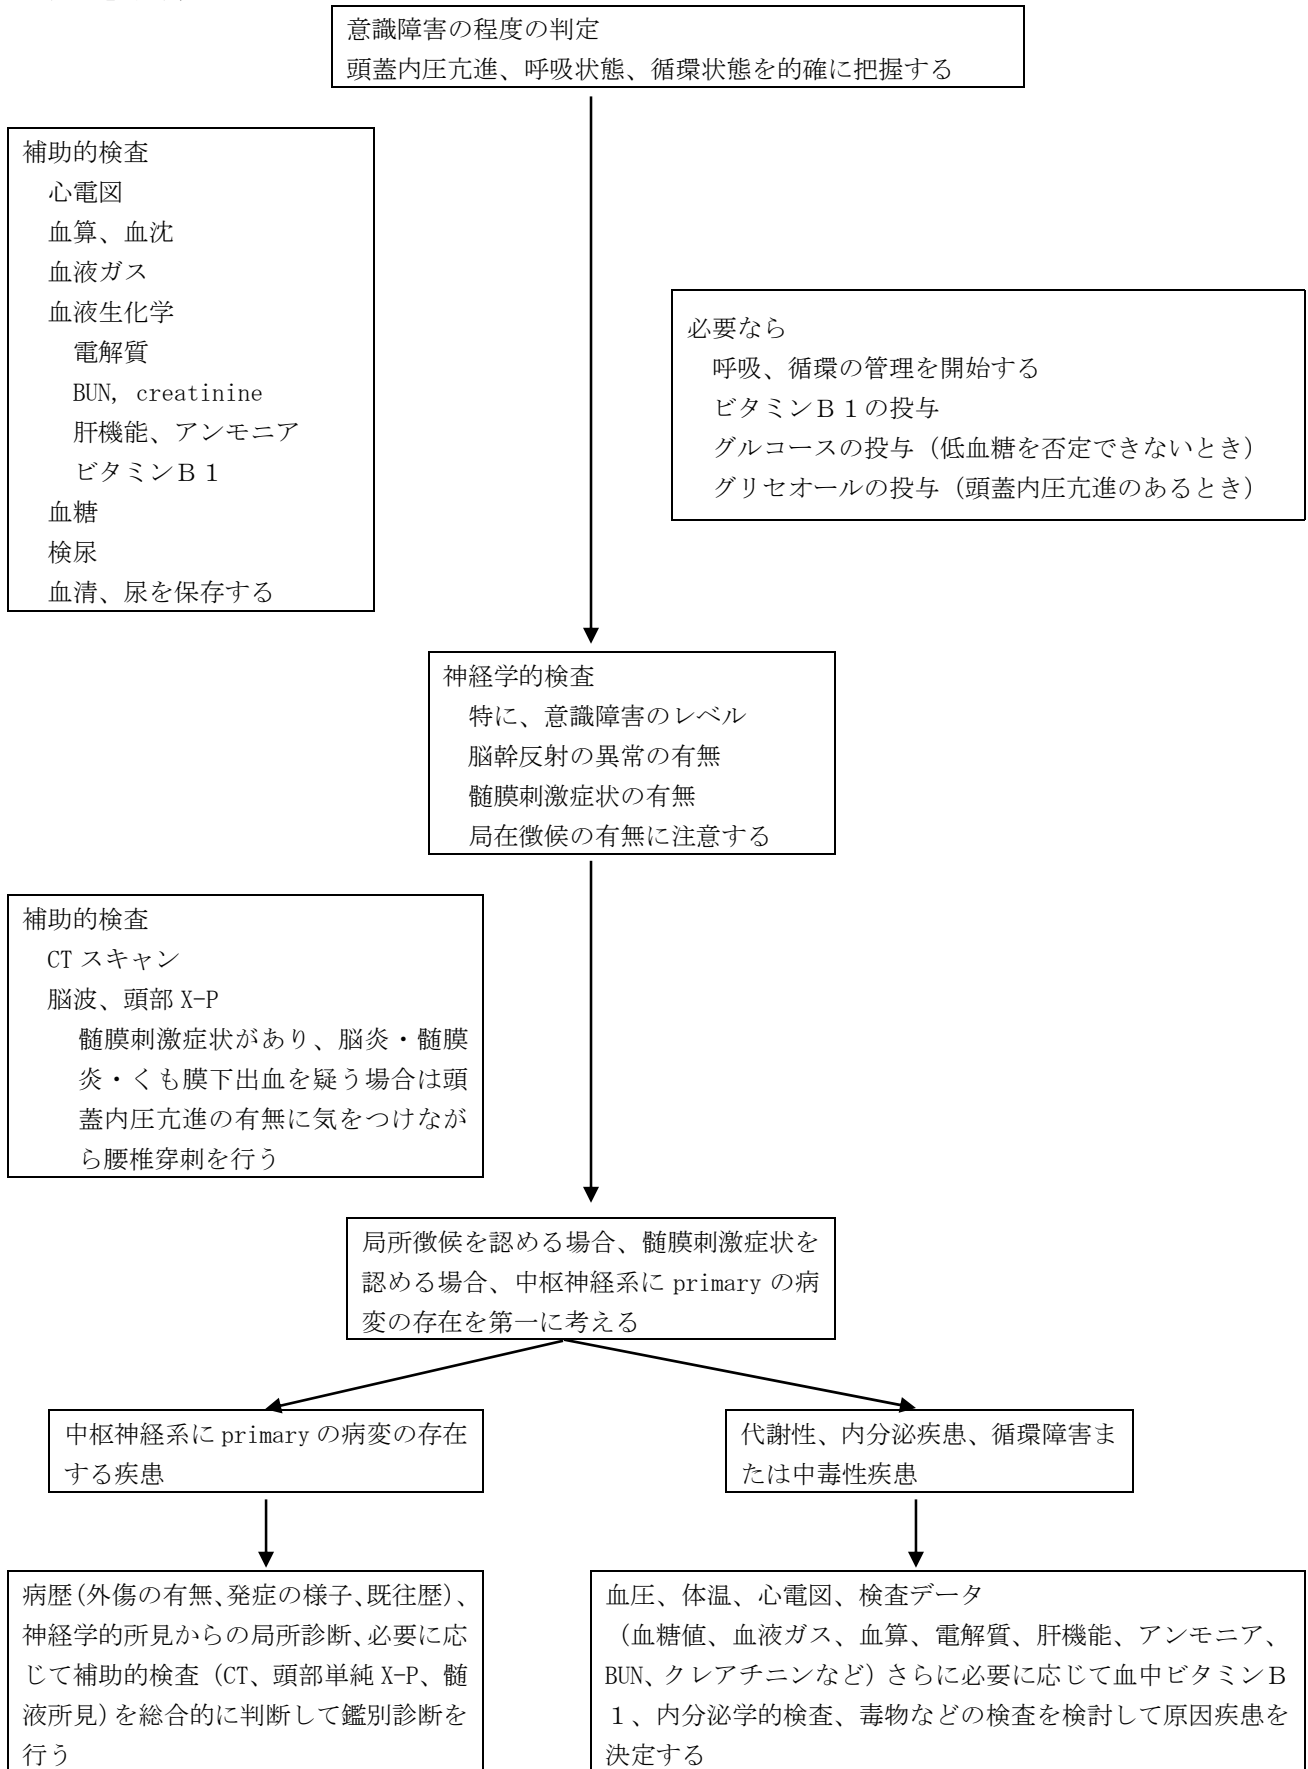 意識障害の程度の判定
頭蓋内圧亢進、呼吸状態、循環状態を的確に把握する
補助的検査
心電図
血算、血沈
血液ガス
血液生化学
電解質
BUN, creatinine
肝機能、アンモニア
ビタミンＢ１
血糖
検尿
血清、尿を保存する
必要なら
呼吸、循環の管理を開始する
ビタミンＢ１の投与
グルコースの投与（低血糖を否定できないとき）
グリセオールの投与（頭蓋内圧亢進のあるとき）
神経学的検査
特に、意識障害のレベル
脳幹反射の異常の有無
髄膜刺激症状の有無
局在徴候の有無に注意する
補助的検査
CT スキャン
脳波、頭部 X-P
髄膜刺激症状があり、脳炎・髄膜
炎・くも膜下出血を疑う場合は頭
蓋内圧亢進の有無に気をつけなが
ら腰椎穿刺を行う
局所徴候を認める場合、髄膜刺激症状を
認める場合、中枢神経系に primary の病
変の存在を第一に考える
中枢神経系に primary の病変の存在
する疾患
代謝性、内分泌疾患、循環障害ま
たは中毒性疾患
病歴（外傷の有無、発症の様子、既往歴）、
神経学的所見からの局所診断、必要に応
じて補助的検査（CT、頭部単純 X-P、髄
液所見）を総合的に判断して鑑別診断を
行う
血圧、体温、心電図、検査データ
（血糖値、血液ガス、血算、電解質、肝機能、アンモニア、
BUN、クレアチニンなど）さらに必要に応じて血中ビタミンＢ
１、内分泌学的検査、毒物などの検査を検討して原因疾患を
決定する